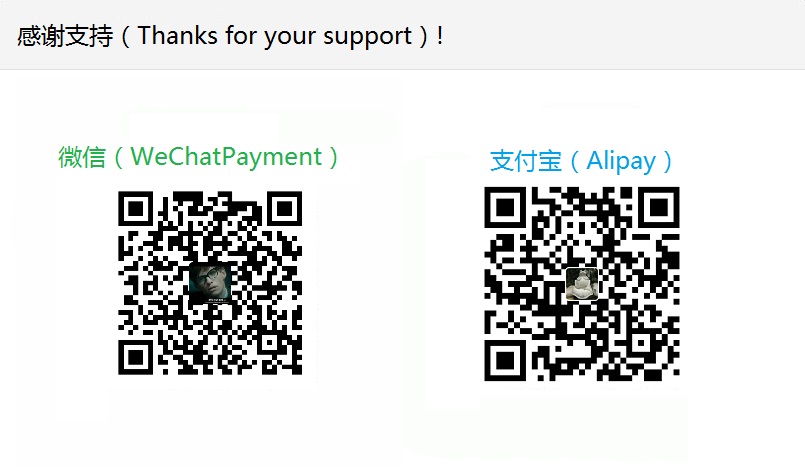 感谢支持（Thanks for your support）!
微信（WeChatPayment）
支付宝（Alipay）